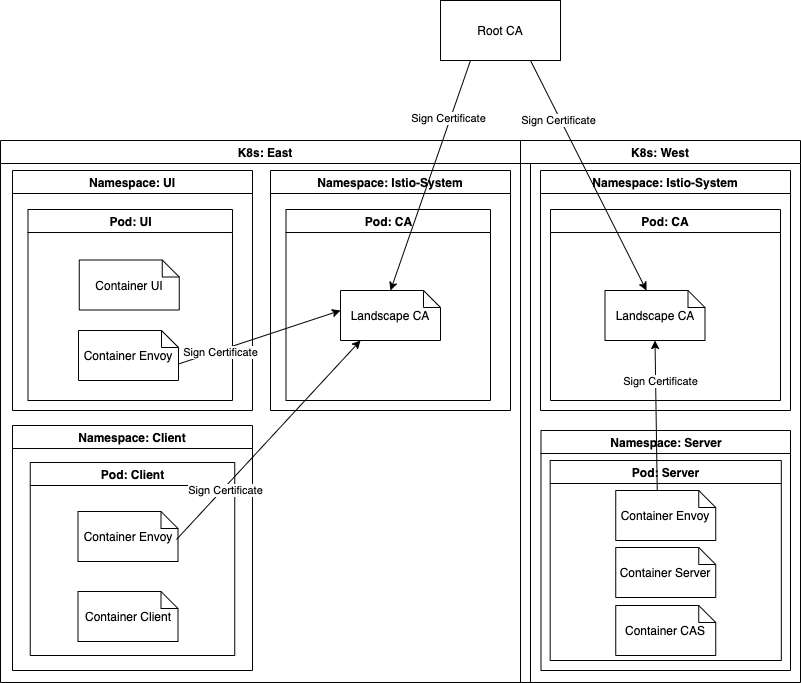 Root CA
Sign Certificate
Sign Certificate
K8s: East
K8s: West
Namespace: UI
Namespace: Istio-System
Namespace: Istio-System
Pod: UI
Pod: CA
Pod: CA
Container UI
Landscape CA
Landscape CA
Container Envoy
Sign Certificate
Sign Certificate
Namespace: Client
Namespace: Server
Pod: Client
Pod: Server
Sign Certificate
Container Envoy
Container Envoy
Container Server
Container Client
Container CAS